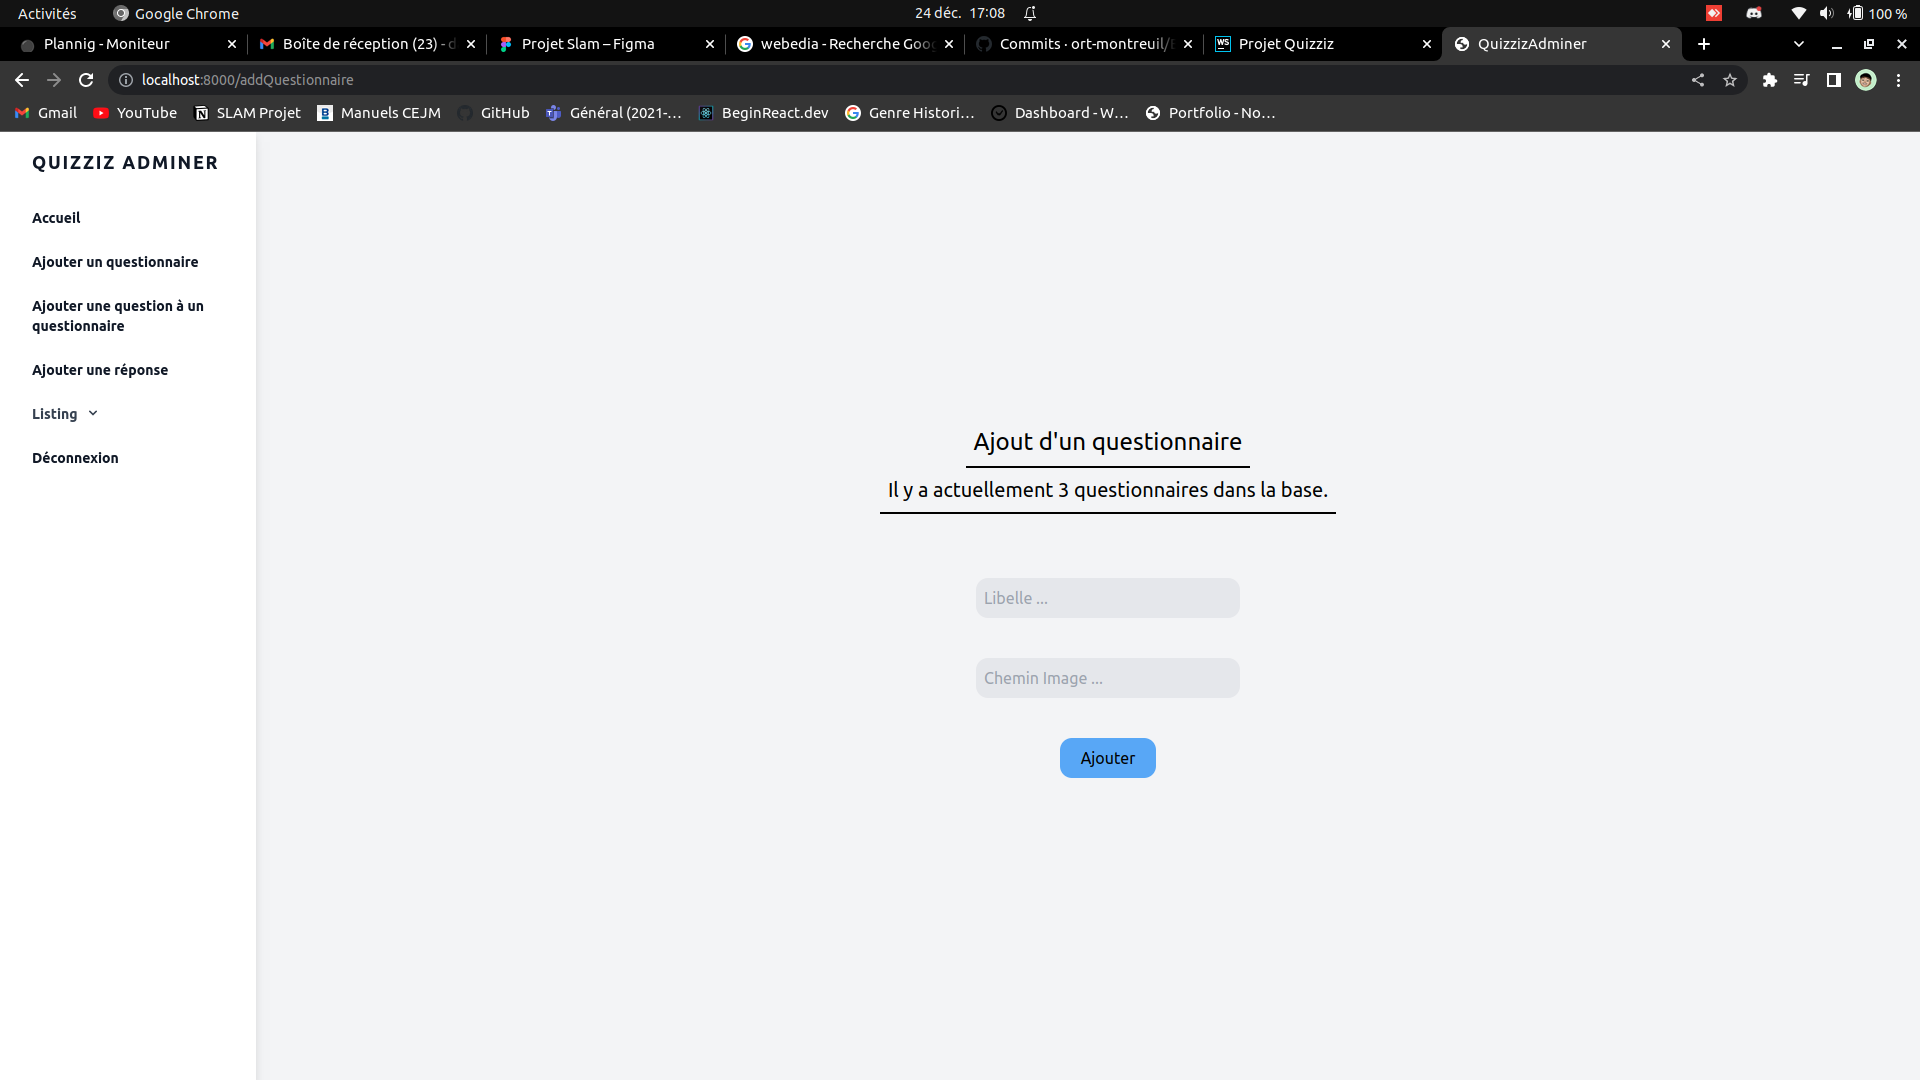 Activités Google Chrome 24 déc. 17:08 100 %
Plannig - Moniteur Boîte de réception (23) - d Projet Slam – Figma webedia - Recherche Goog Commits · ort-montreuil/ Projet Quizziz QuizzizAdminer
localhost:8000/addQuestionnaire
Gmail YouTube SLAM Projet Manuels CEJM GitHub Général (2021-... BeginReact.dev Genre Histori... Dashboard - W... Portfolio - No...
QUIZZIZ ADMINER
Accueil
Ajouter un questionnaire
Ajouter une question à un
questionnaire
Ajouter une réponse
Listing
Déconnexion
Ajout d'un questionnaire
Il y a actuellement 3 questionnaires dans la base.
Libelle ...
Chemin Image ...
Ajouter